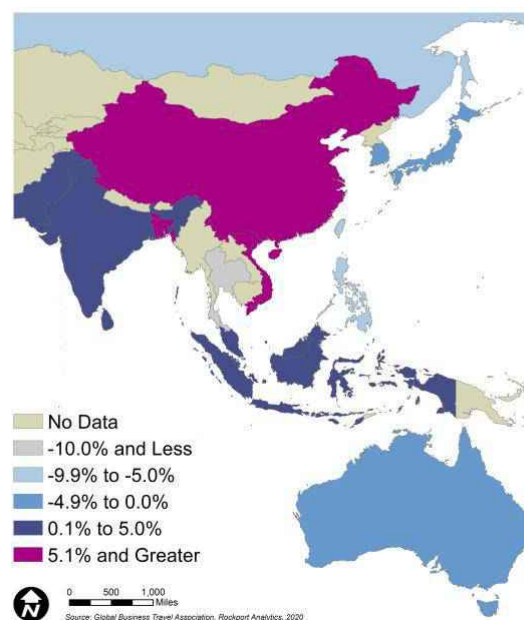 No Data
-10.0% and Less
-9.9% to -5.0%
-4.9% to 0.0%
0.1% to 5.0%
5.1% and Greater
N
0 500 1,000
Miles
Source: Global Business Travel Association, Rockport Analytics, 2020